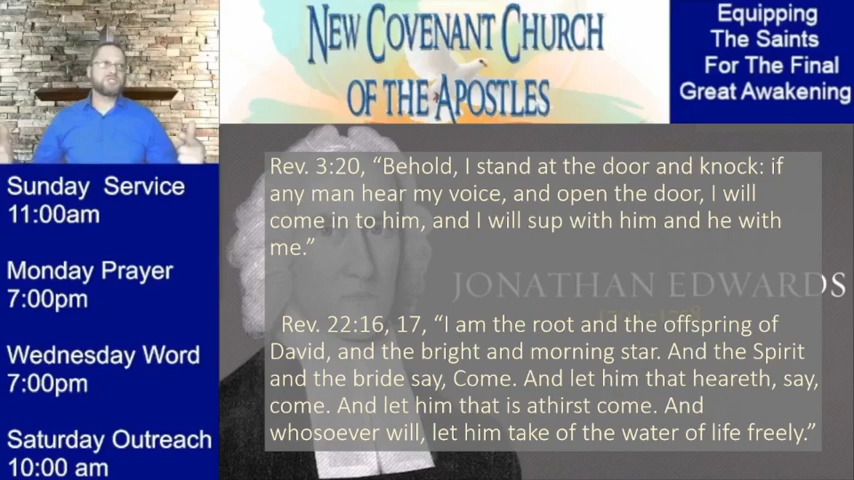 NEW COVENANT CHURCH
OF THE APOSTLES
Equipping
The Saints
For The Final
Great Awakening
Sunday Service
11:00am
Monday Prayer
7:00pm
Wednesday Word
7:00pm
Saturday Outreach
10:00 am
Rev. 3:20, “Behold, I stand at the door and knock: if
any man hear my voice, and open the door, I will
come in to him, and I will sup with him and he with
me.”
JONATHAN EDWARDS
Rev. 22:16, 17, “I am the root and the offspring of
David, and the bright and morning star. And the Spirit
and the bride say, Come. And let him that heareth, say,
come. And let him that is athirst come. And
whosoever will, let him take of the water of life freely.”